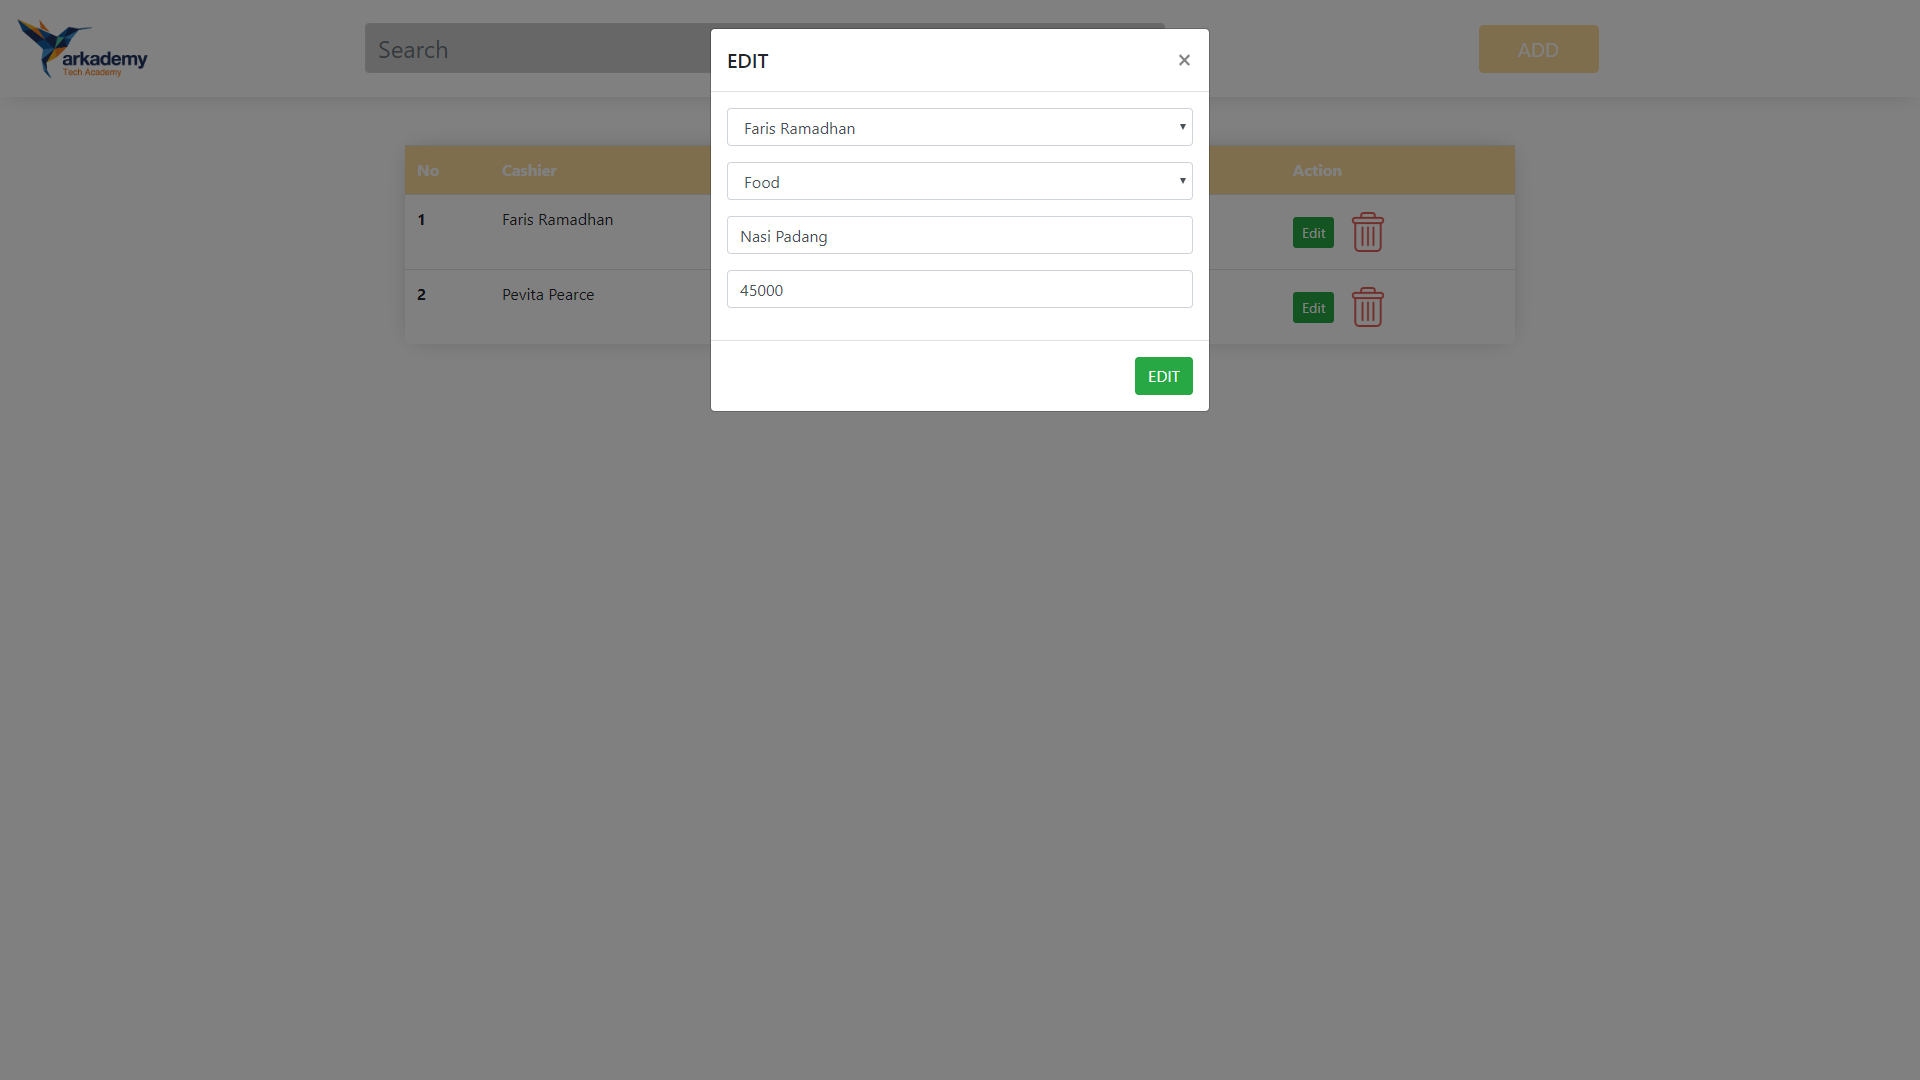 arkademy
Tech Academy
Search
ADD
EDIT ×
Faris Ramadhan
Food
Nasi Padang
45000
EDIT
No Cashier Action
1 Faris Ramadhan Edit
2 Pevita Pearce Edit